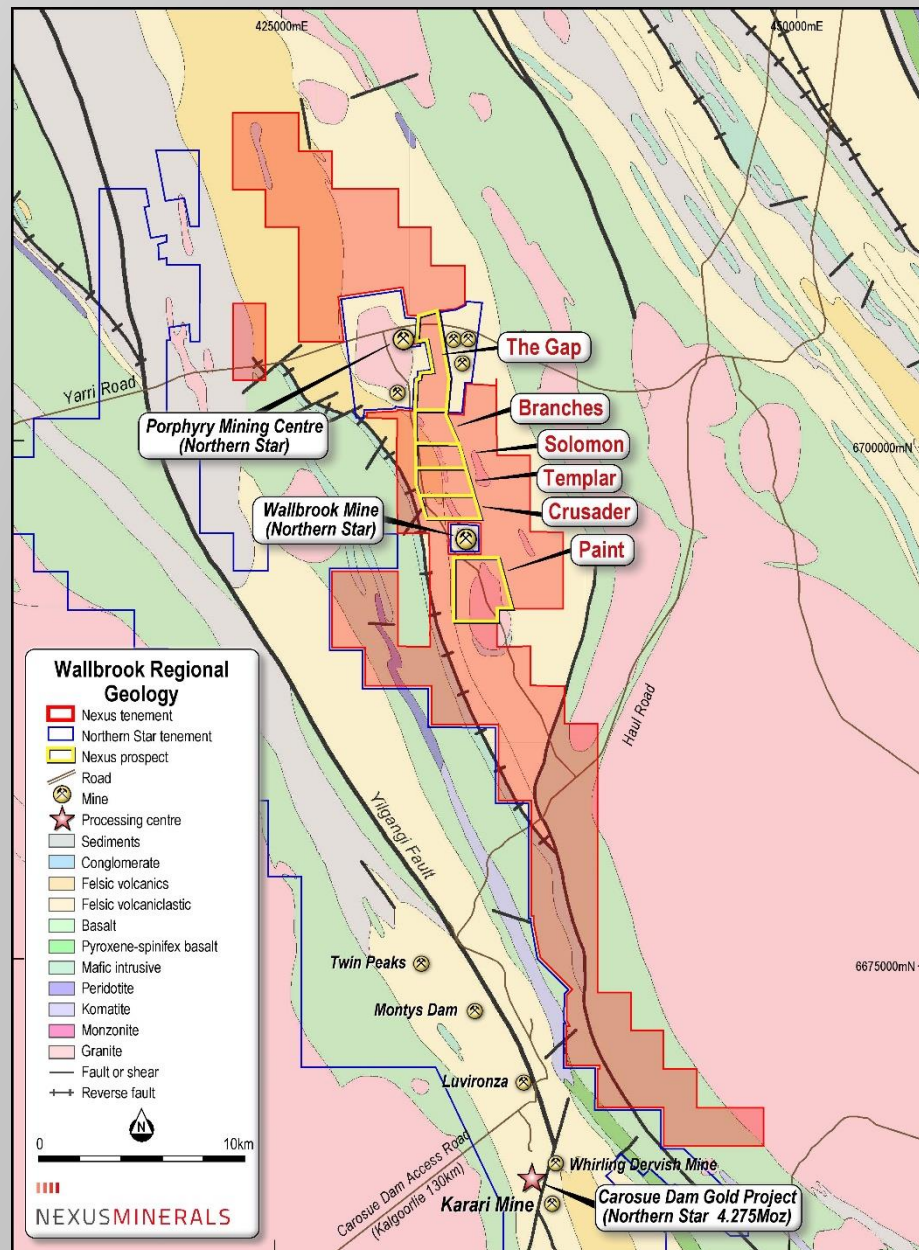 425000mE
450000mE
The Gap
Yarri Road
Branches
Porphyry Mining Centre
(Northern Star)
Solomon
6700000mN
Templar
Wallbrook Mine
(Northern Star)
Crusader
Paint
Wallbrook Regional
Geology
Nexus tenement
Northern Star tenement
Nexus prospect
Road
Mine
Processing centre
Sediments
Conglomerate
Felsic volcanics
Felsic volcaniclastic
Basalt
Pyroxene-spinifex basalt
Mafic intrusive
Peridotite
Komatite
Monzonite
Granite
Fault or shear
Reverse fault
N
0
10km
NEXUSMINERALS
Haul Road
Yilgangi Fault
Twin Peaks
6675000mN
Montys Dam
Luvironza
Carosue Dam Access Road
(Kalgoorlie 130km)
Whirling Dervish Mine
Karari Mine
Carosue Dam Gold Project
(Northern Star 4.275Moz)